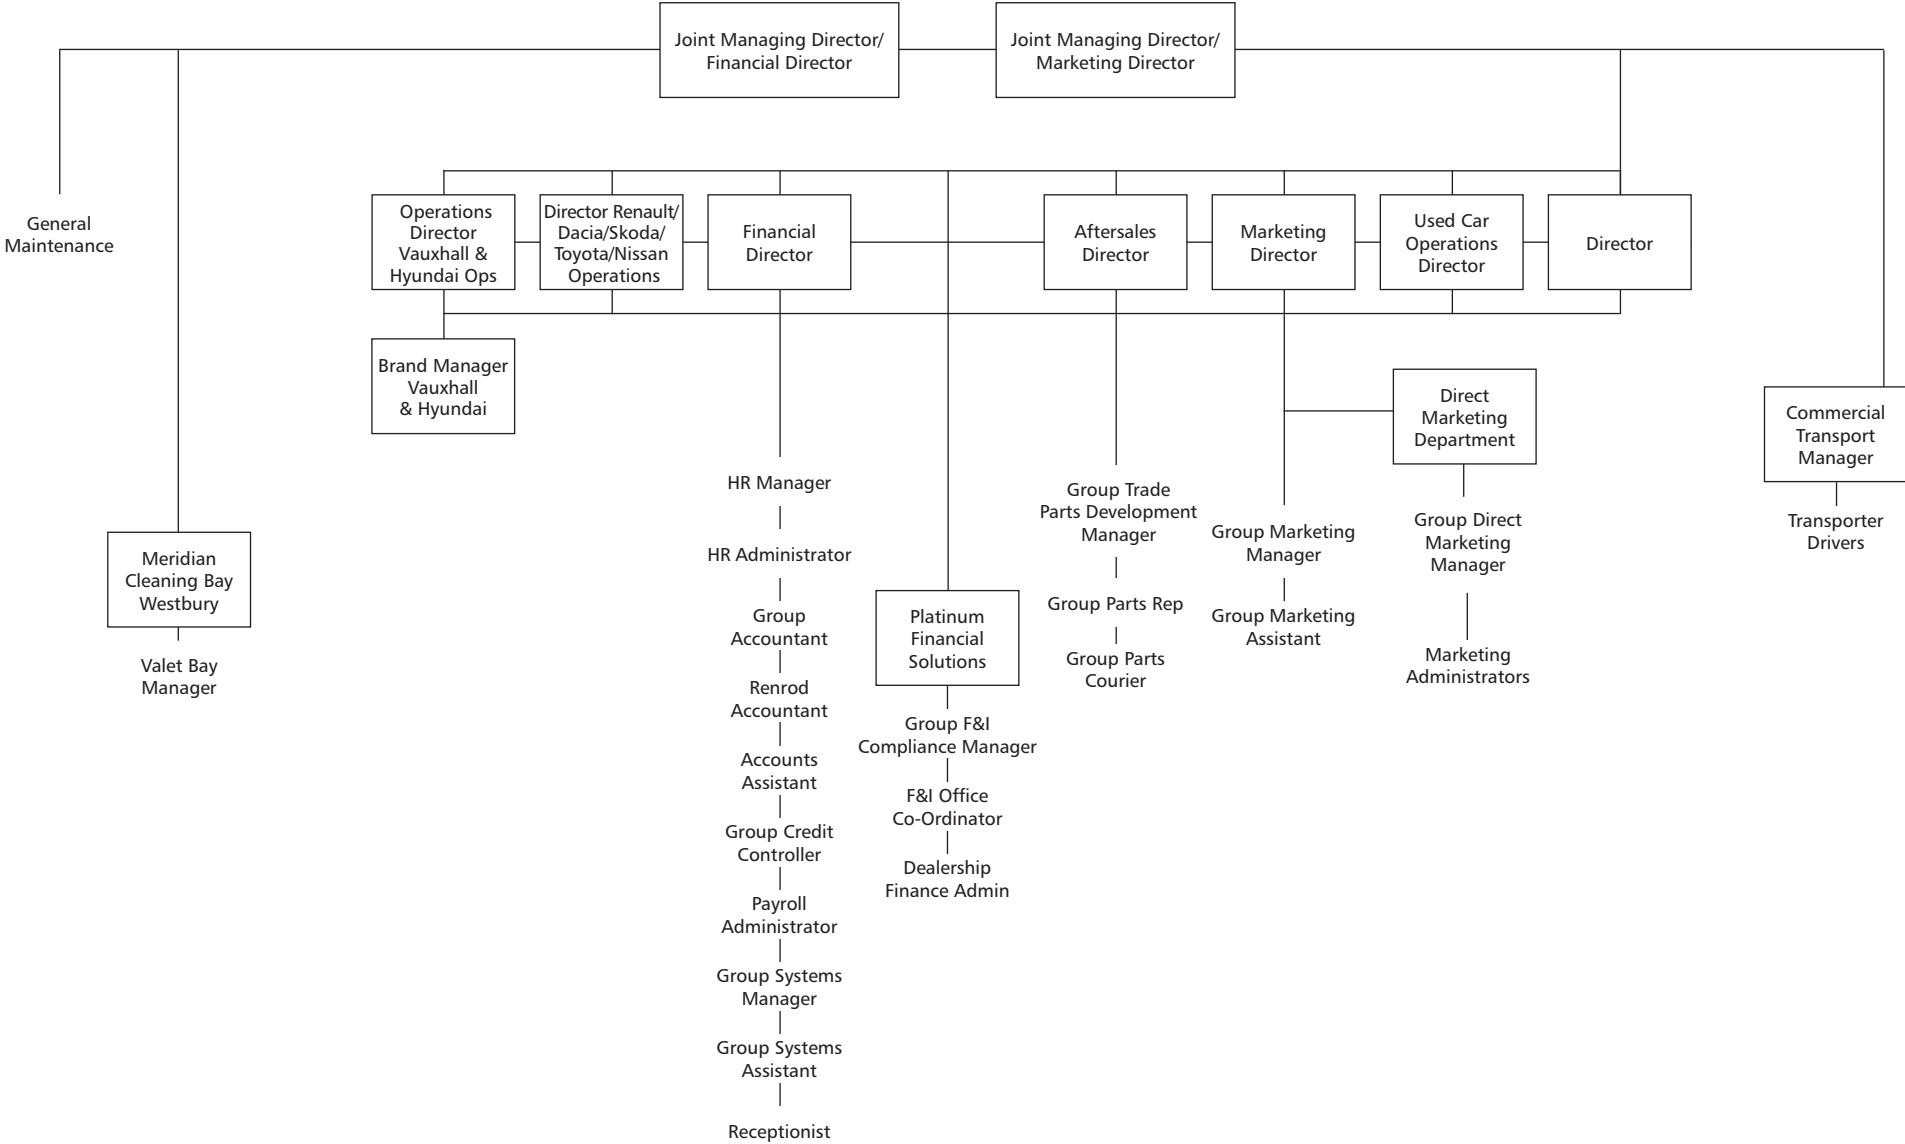 Joint Managing Director/
Financial Director
Joint Managing Director/
Marketing Director
General
Maintenance
Operations
Director
Vauxhall &
Hyundai Ops
Director Renault/
Dacia/Skoda/
Toyota/Nissan
Operations
Financial
Director
Aftersales
Director
Marketing
Director
Used Car
Operations
Director
Director
Brand Manager
Vauxhall
& Hyundai
Direct
Marketing
Department
Commercial
Transport
Manager
Transporter
Drivers
Meridian
Cleaning Bay
Westbury
Valet Bay
Manager
HR Manager
HR Administrator
Group
Accountant
Renrod
Accountant
Accounts
Assistant
Group Credit
Controller
Payroll
Administrator
Group Systems
Manager
Group Systems
Assistant
Receptionist
Platinum
Financial
Solutions
Group F&I
Compliance Manager
F&I Office
Co-Ordinator
Dealership
Finance Admin
Group Trade
Parts Development
Manager
Group Parts Rep
Group Parts
Courier
Group Marketing
Manager
Group Marketing
Assistant
Group Direct
Marketing
Manager
Marketing
Administrators